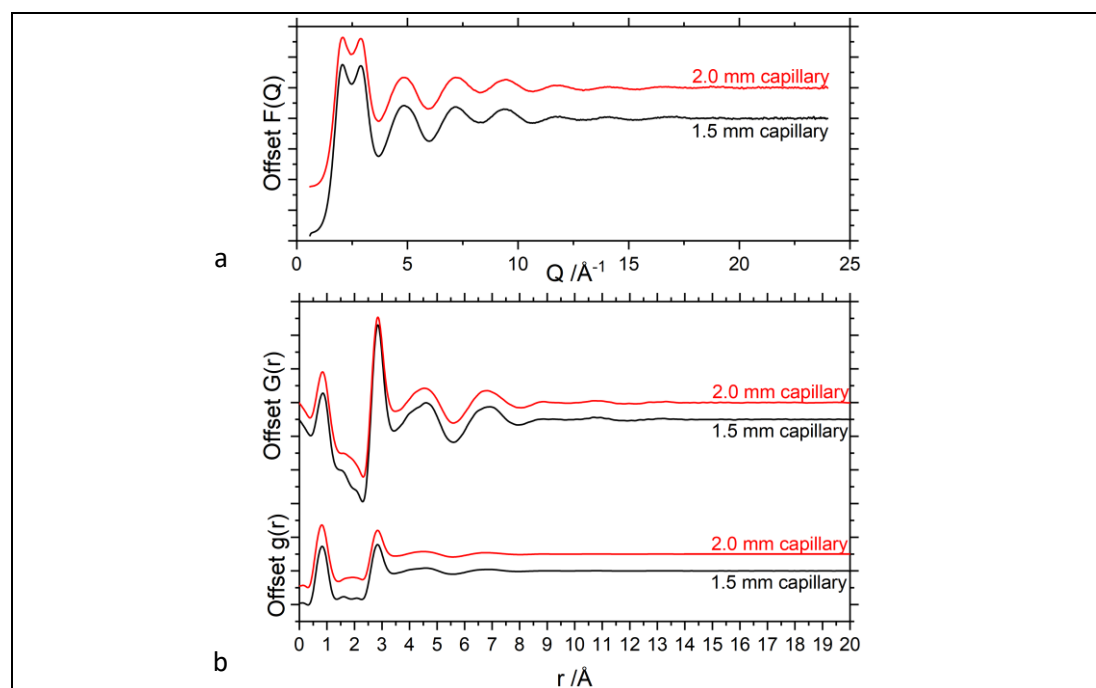 Offset F(Q)
2.0 mm capillary
1.5 mm capillary
a
0 5 10 15 20 25
Q /Å-1
Offset G(r)
2.0 mm capillary
1.5 mm capillary
Offset g(r)
2.0 mm capillary
1.5 mm capillary
0 1 2 3 4 5 6 7 8 9 10 11 12 13 14 15 16 17 18 19 20
b
r /Å